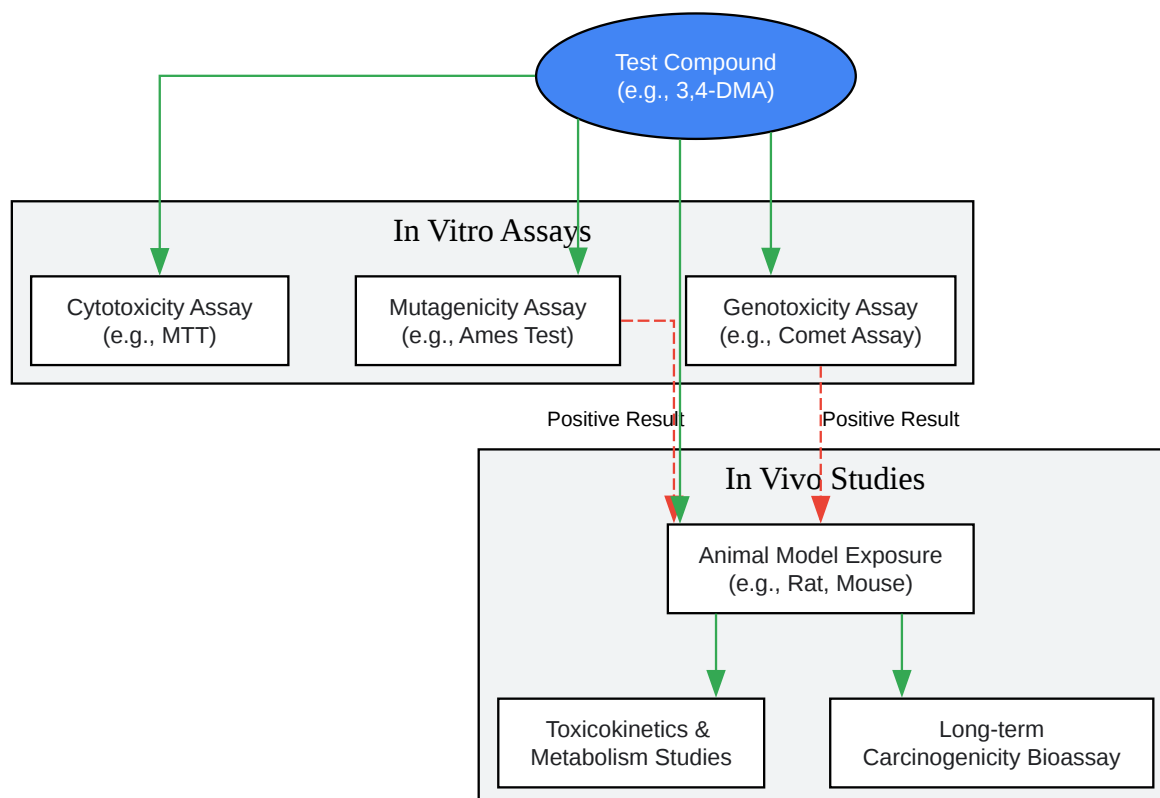 Test Compound
(e.g., 3,4-DMA)
In Vitro Assays
Cytotoxicity Assay
(e.g., MTT)
Mutagenicity Assay
(e.g., Ames Test)
Genotoxicity Assay
(e.g., Comet Assay)
Positive Result
Positive Result
In Vivo Studies
Animal Model Exposure
(e.g., Rat, Mouse)
Toxicokinetics &
Metabolism Studies
Long-term
Carcinogenicity Bioassay